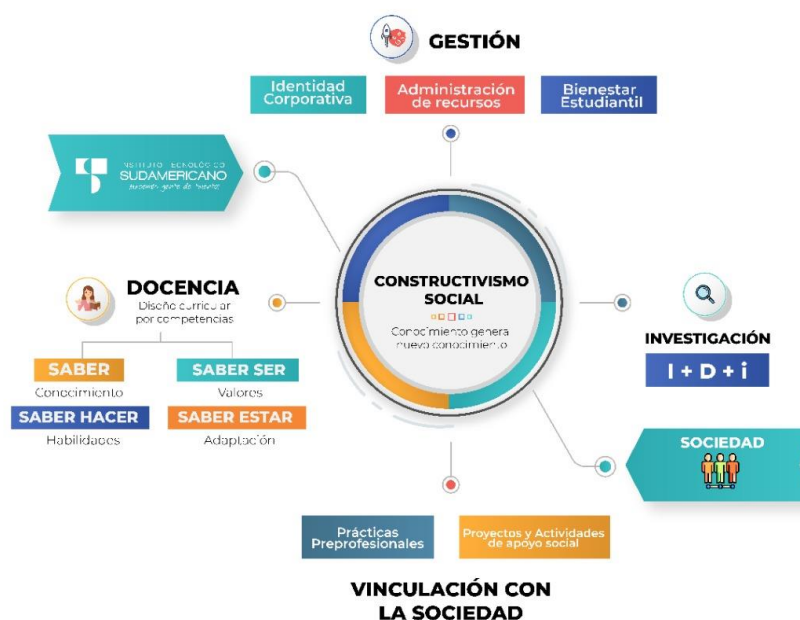 GESTIÓN
Identidad
Corporativa
Administración
de recursos
Bienestar
Estudiantil
SUDAMERICANO
CONSTRUCTIVISMO
SOCIAL
Conocimiento genera
nuevo conocimiento
DOCENCIA
Diseño curricular
por competencias
SABER
Conocimiento
SABER SER
Valores
SABER HACER
Habilidades
SABER ESTAR
Adaptación
INVESTIGACIÓN
I + D + i
SOCIEDAD
Prácticas
Preprofesionales
Proyectos y Actividades
de apoyo social
VINCULACIÓN CON
LA SOCIEDAD